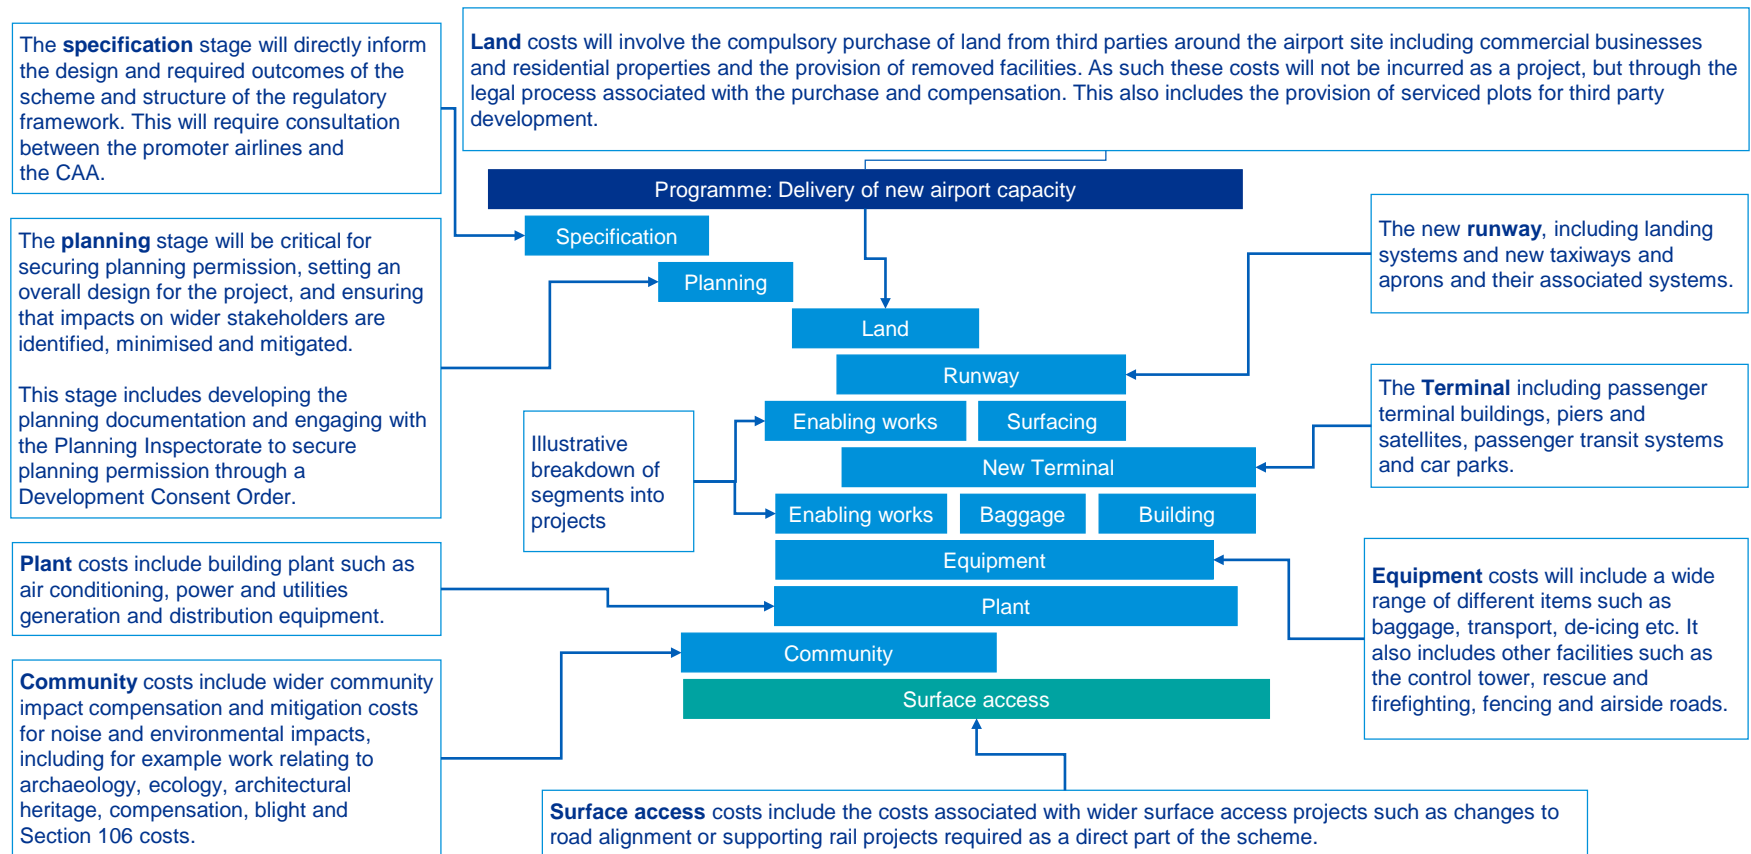 The specification stage will directly inform
the design and required outcomes of the
scheme and structure of the regulatory
framework. This will require consultation
between the promoter airlines and
the CAA.
Land costs will involve the compulsory purchase of land from third parties around the airport site including commercial businesses
and residential properties and the provision of removed facilities. As such these costs will not be incurred as a project, but through the
legal process associated with the purchase and compensation. This also includes the provision of serviced plots for third party
development.
Programme: Delivery of new airport capacity
Specification
Planning
Land
Runway
Enabling works
Surfacing
New Terminal
Enabling works
Baggage
Building
Equipment
Plant
Community
Surface access
The planning stage will be critical for
securing planning permission, setting an
overall design for the project, and ensuring
that impacts on wider stakeholders are
identified, minimised and mitigated.
This stage includes developing the
planning documentation and engaging with
the Planning Inspectorate to secure
planning permission through a
Development Consent Order.
Illustrative
breakdown of
segments into
projects
The new runway, including landing
systems and new taxiways and
aprons and their associated systems.
The Terminal including passenger
terminal buildings, piers and
satellites, passenger transit systems
and car parks.
Plant costs include building plant such as
air conditioning, power and utilities
generation and distribution equipment.
Equipment costs will include a wide
range of different items such as
baggage, transport, de-icing etc. It
also includes other facilities such as
the control tower, rescue and
firefighting, fencing and airside roads.
Community costs include wider community
impact compensation and mitigation costs
for noise and environmental impacts,
including for example work relating to
archaeology, ecology, architectural
heritage, compensation, blight and
Section 106 costs.
Surface access costs include the costs associated with wider surface access projects such as changes to
road alignment or supporting rail projects required as a direct part of the scheme.